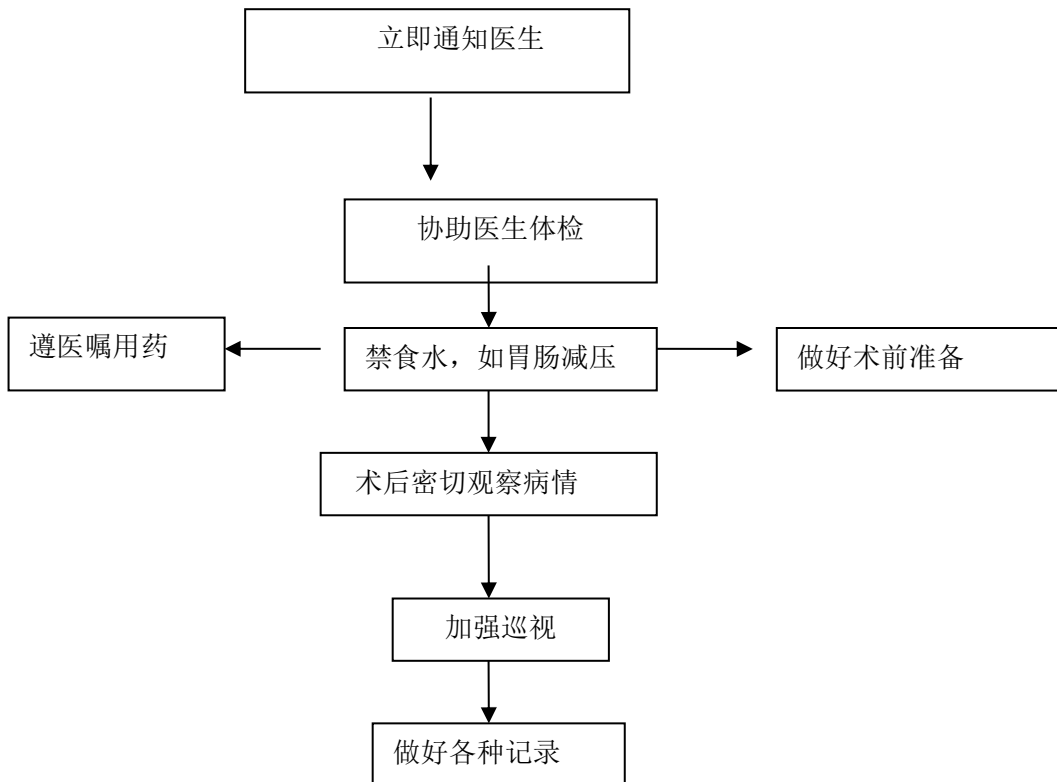 立即通知医生
协助医生体检
遵医嘱用药
禁食水，如胃肠减压
做好术前准备
术后密切观察病情
加强巡视
做好各种记录